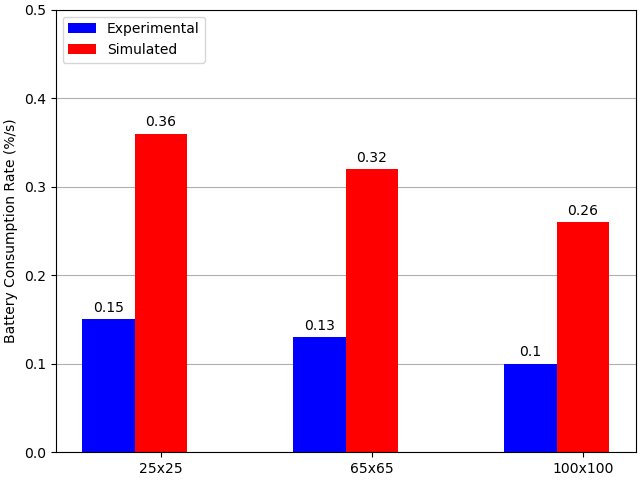 0.5
0.4
0.3
0.2
0.1
0.0
Battery Consumption Rate (%/s)
Experimental
Simulated
0.15
0.36
0.13
0.32
0.1
0.26
25x25
65x65
100x100